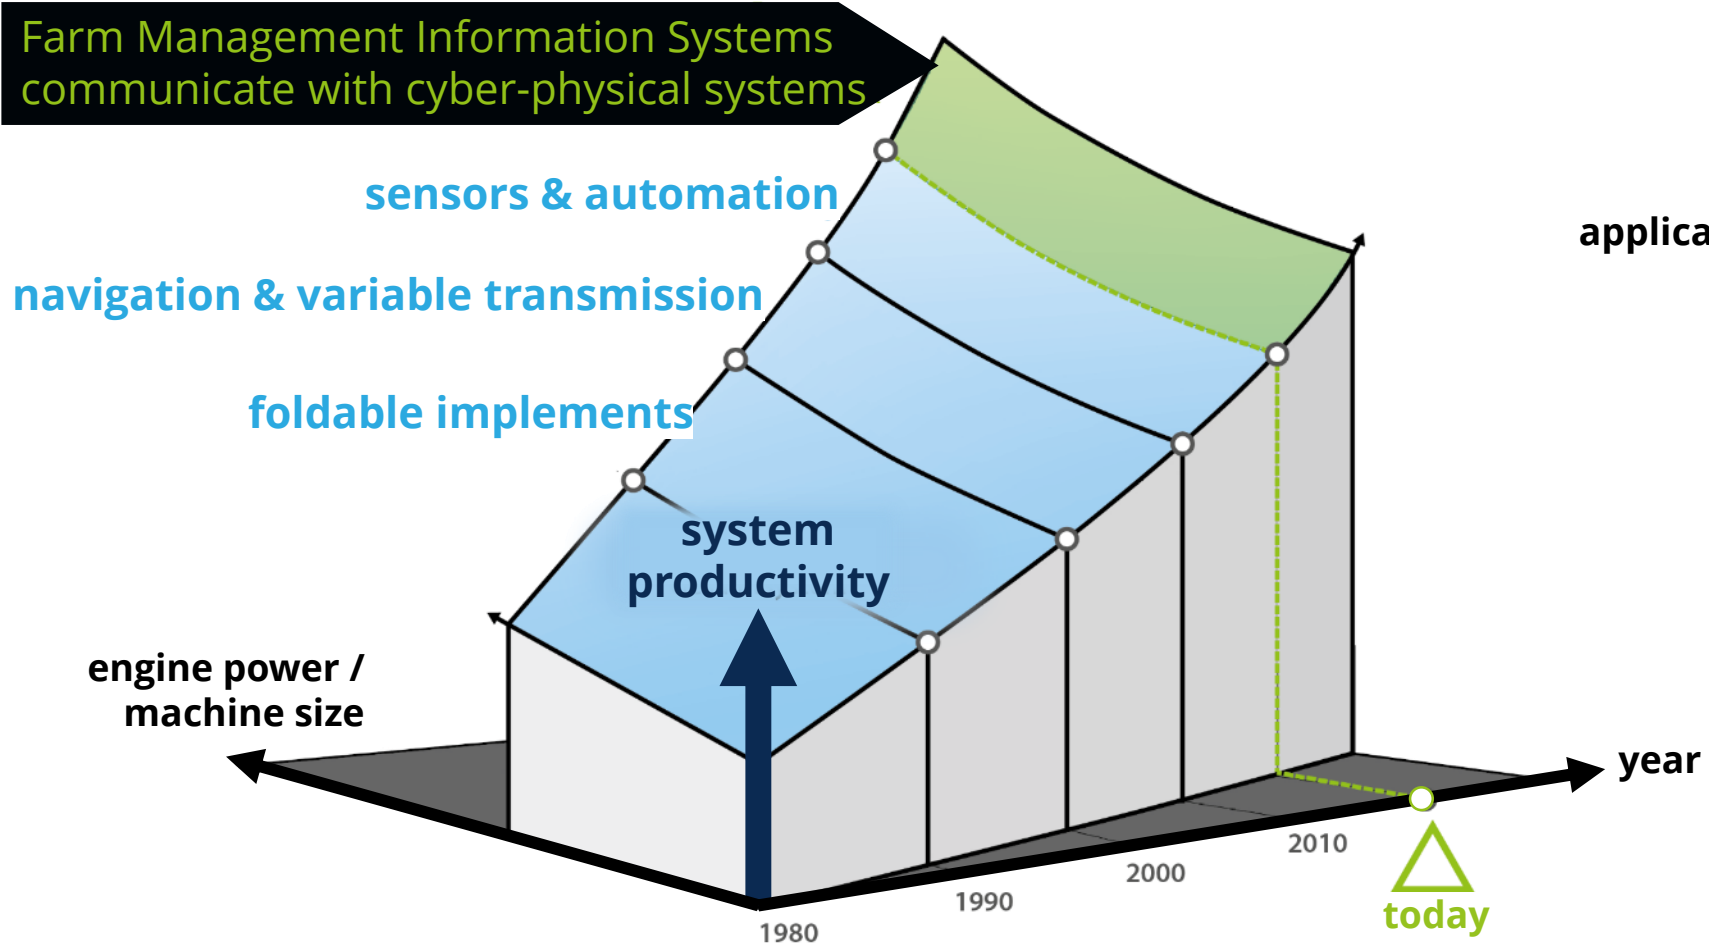 Farm Management Information Systems
communicate with cyber-physical systems
sensors & automation
navigation & variable transmission
foldable implements
system
productivity
engine power /
machine size
applica
year
1980
1990
2000
2010
today